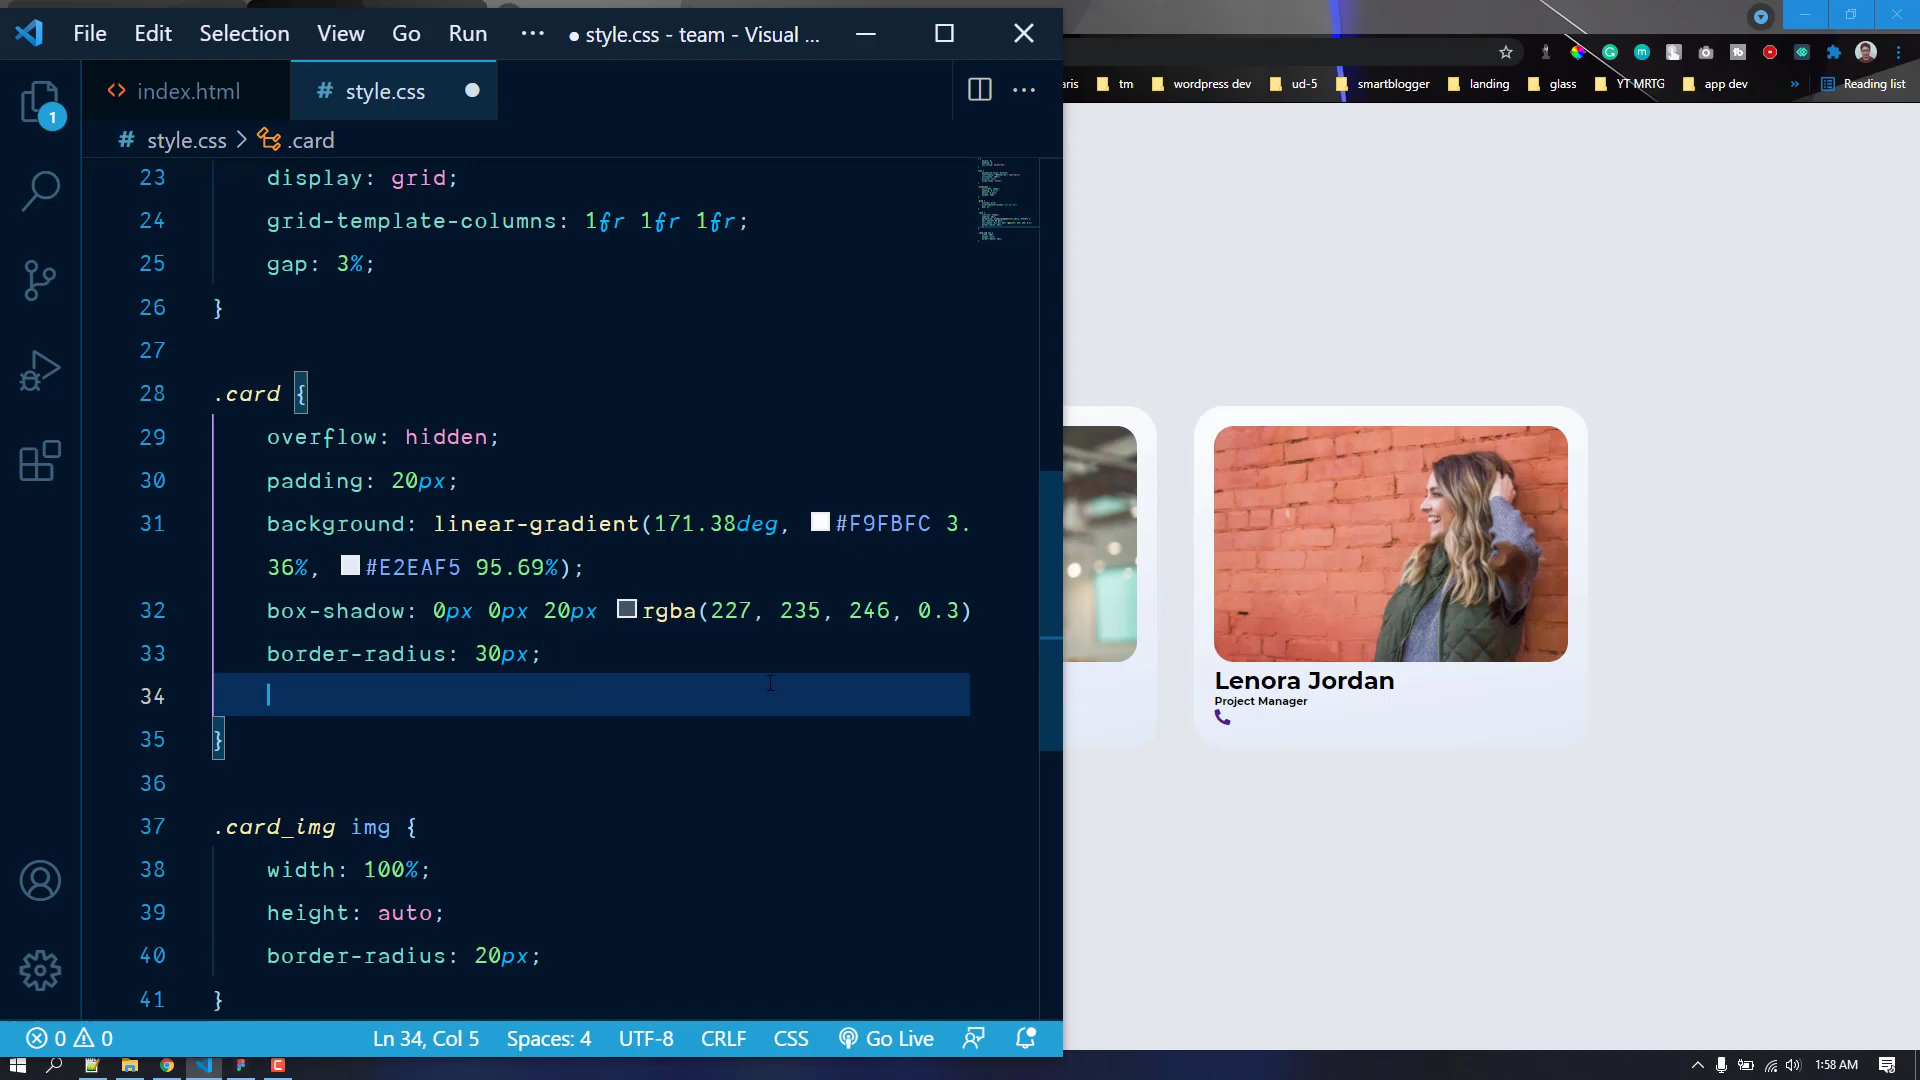 File Edit Selection View Go Run ··· ● style.css - team - Visual ...
index.html # style.css
# style.css > .card
23 display: grid;
24 grid-template-columns: 1fr 1fr 1fr;
25 gap: 3%;
26 }
27
28 .card {
29 overflow: hidden;
30 padding: 20px;
31 background: linear-gradient(171.38deg, #F9FBFC 3.
36%, #E2EAF5 95.69%);
32 box-shadow: 0px 0px 20px rgba(227, 235, 246, 0.3)
33 border-radius: 30px;
34
35 }
36
37 .card_img img {
38 width: 100%;
39 height: auto;
40 border-radius: 20px;
41 }
1
0 0 Ln 34, Col 5 Spaces: 4 UTF-8 CRLF CSS Go Live
aris tm wordpress dev ud-5 smartblogger landing glass YT MRTG app dev » Reading list
Lenora Jordan
Project Manager
1:58 AM